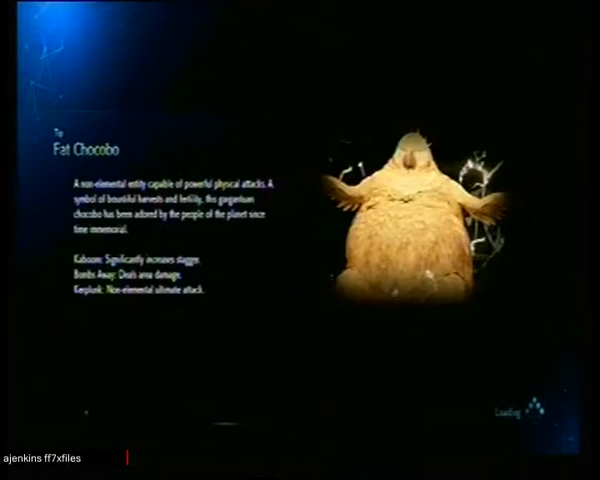 Tip
Fat Chocobo
A non-elemental entity capable of powerful physical attacks. A
symbol of bountiful harvests and fertility, this gargantuan
chocobo has been adored by the people of the planet since
time immemorial.
Kaboom: Significantly increases stagger.
Bombs Away: Deals area damage.
Kerplunk: Non-elemental ultimate attack.
Loading
ajenkins ff7xfiles